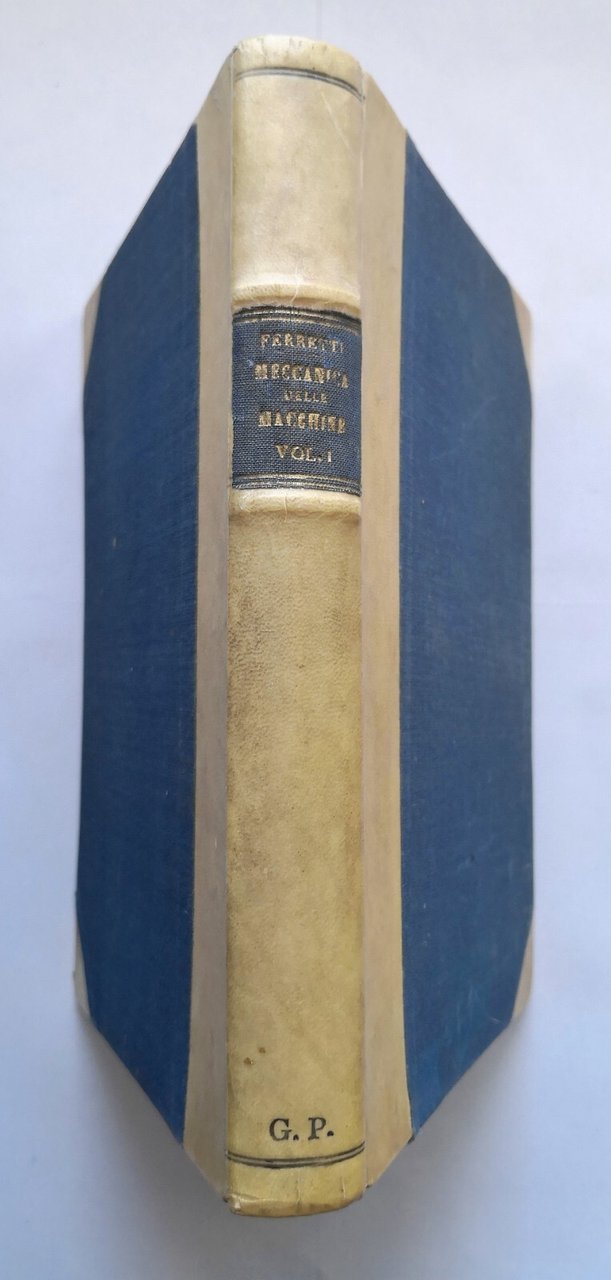 FERRETTI
MECCANICA
DELLE
MACCHINE
VOL. I
G. P.